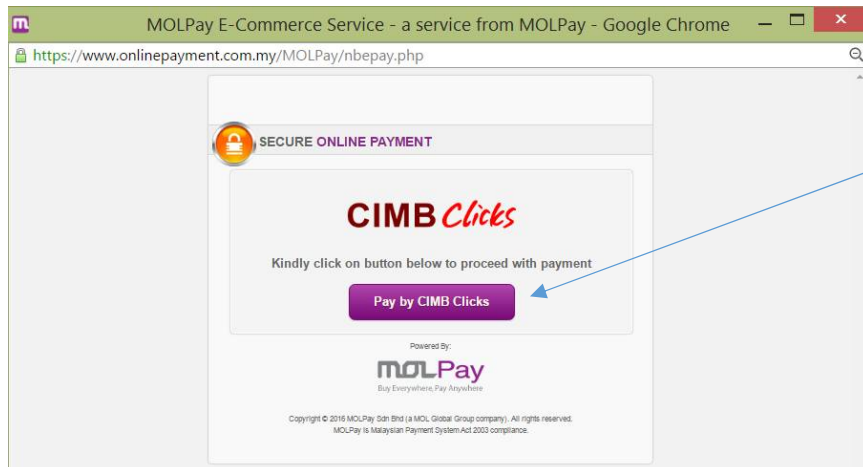 MOLPay E-Commerce Service - a service from MOLPay - Google Chrome
https://www.onlinepayment.com.my/MOLPay/nbepay.php
SECURE ONLINE PAYMENT
CIMB Clicks
Kindly click on button below to proceed with payment
Pay by CIMB Clicks
Powered By:
MOLPay
Buy Everywhere, Pay Anywhere
Copyright © 2016 MOLPay Sdn Bhd (a MOL Global Group company). All rights reserved.
MOLPay is Malaysian Payment System Act 2003 compliance.